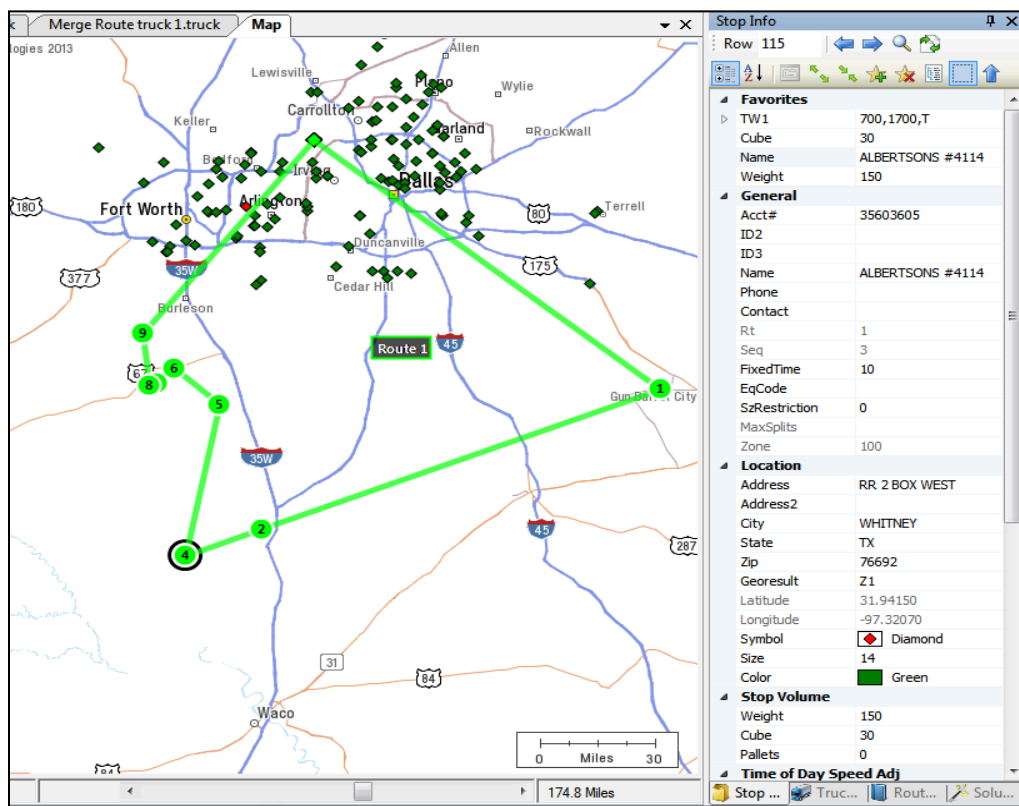 Merge Route truck 1.truck
Map
ologies 2013
Allen
Lewisville
Plano
Wylie
Carrollton
Keller
Garland
Rockwall
Bedford
Irving
Dallas
180
Fort Worth
Arlington
80
Terrell
Duncanville
175
377
35W
Cedar Hill
Burleson
9
Route 1
45
67
6
8
1
5
Gun Barrel City
35W
2
45
4
287
31
84
Waco
84
0 Miles 30
174.8 Miles
Stop Info
Row 115
Favorites
TW1 700,1700,T
Cube 30
Name ALBERTSONS #4114
Weight 150
General
Acct# 35603605
ID2
ID3
Name ALBERTSONS #4114
Phone
Contact
Rt 1
Seq 3
FixedTime 10
EqCode
SzRestriction 0
MaxSplits
Zone 100
Location
Address RR 2 BOX WEST
Address2
City WHITNEY
State TX
Zip 76692
Georesult Z1
Latitude 31.94150
Longitude -97.32070
Symbol Diamond
Size 14
Color Green
Stop Volume
Weight 150
Cube 30
Pallets 0
Time of Day Speed Adj
Stop ... Truc... Rout... Solu...